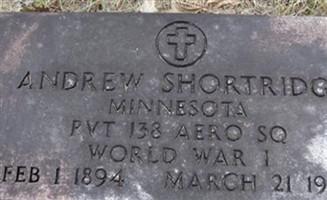 ANDREW SHORTRIDG
MINNESOTA
PVT 138 AERO SQ
WORLD WAR I
FEB 1 1894 MARCH 21 19